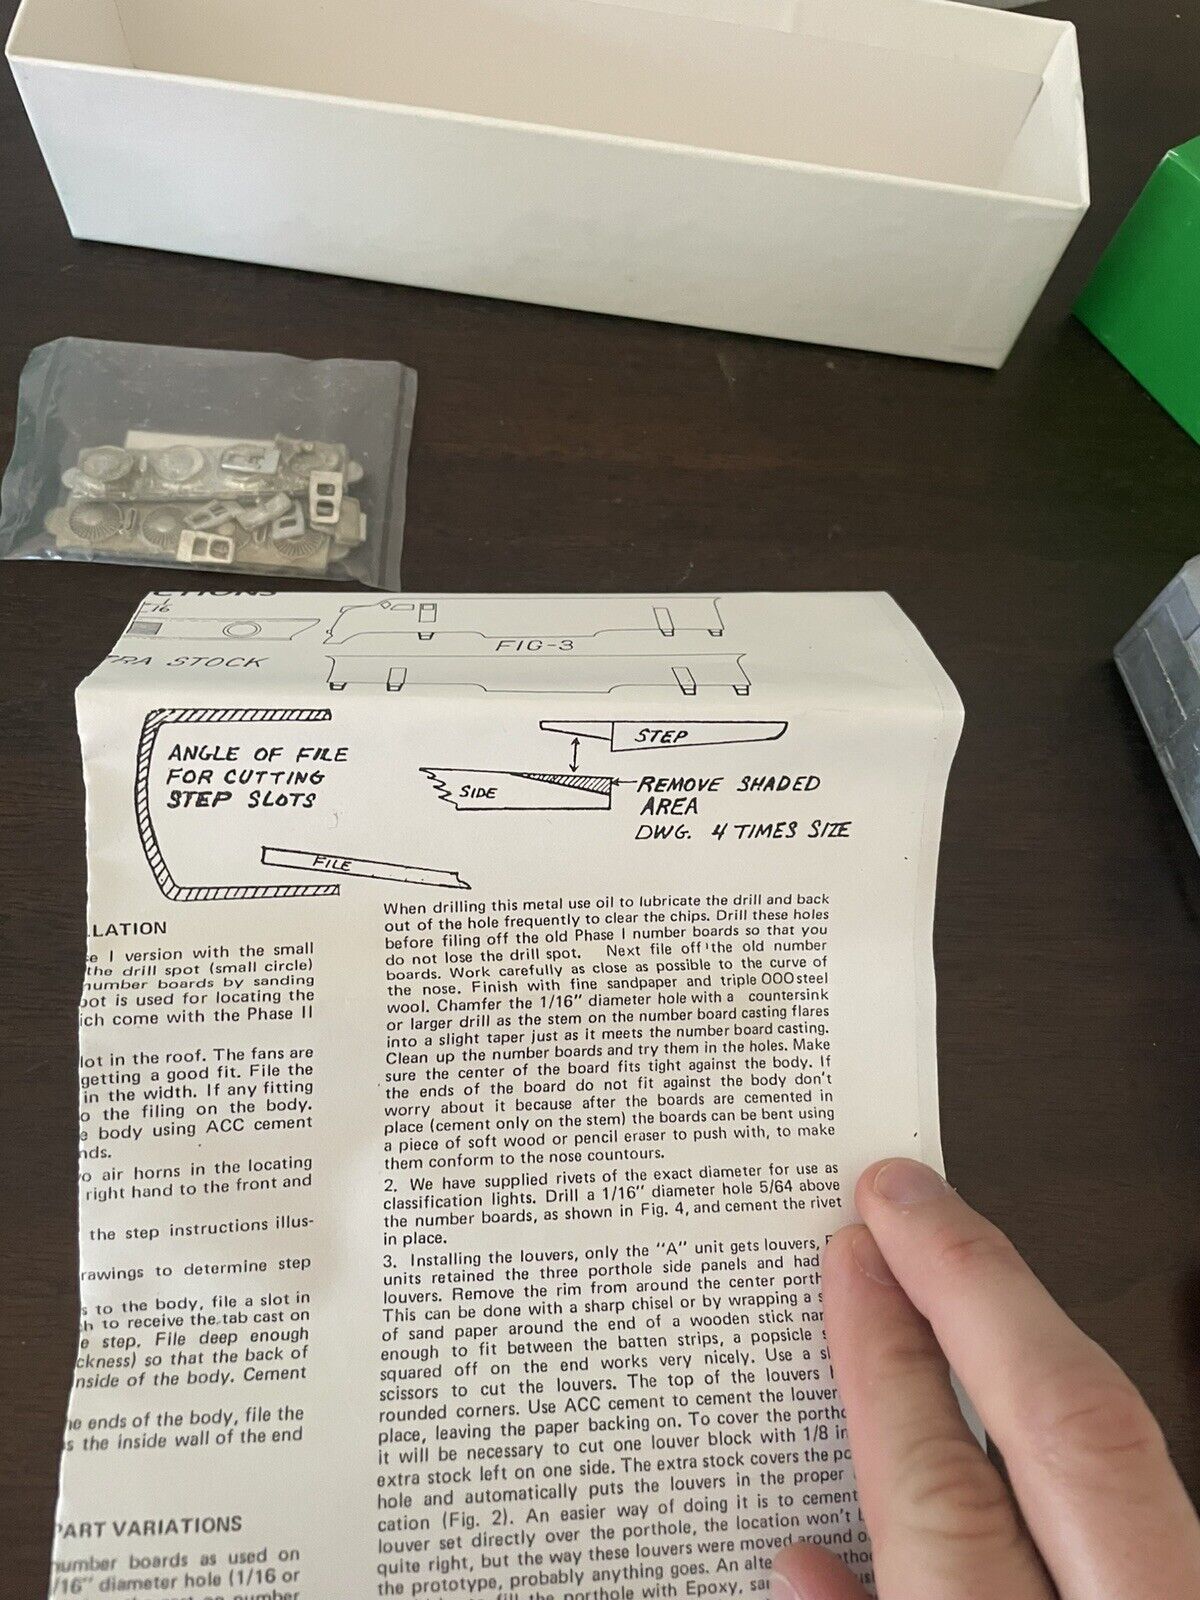 CTIONS
1/16
FIG-3
TRA STOCK
ANGLE OF FILE
FOR CUTTING
STEP SLOTS
FILE
STEP
SIDE
REMOVE SHADED
AREA
DWG. 4 TIMES SIZE
LLATION
e I version with the small
the drill spot (small circle)
number boards by sanding
pot is used for locating the
ich come with the Phase II
lot in the roof. The fans are
getting a good fit. File the
in the width. If any fitting
o the filing on the body.
e body using ACC cement
nds.
o air horns in the locating
right hand to the front and
the step instructions illus-
rawings to determine step
s to the body, file a slot in
h to receive the tab cast on
e step. File deep enough
ckness) so that the back of
nside of the body. Cement
he ends of the body, file the
s the inside wall of the end
PART VARIATIONS
number boards as used on
/16" diameter hole (1/16 or
number
When drilling this metal use oil to lubricate the drill and back
out of the hole frequently to clear the chips. Drill these holes
before filing off the old Phase I number boards so that you
do not lose the drill spot. Next file off the old number
boards. Work carefully as close as possible to the curve of
the nose. Finish with fine sandpaper and triple OOO steel
wool. Chamfer the 1/16" diameter hole with a countersink
or larger drill as the stem on the number board casting flares
into a slight taper just as it meets the number board casting.
Clean up the number boards and try them in the holes. Make
sure the center of the board fits tight against the body. If
the ends of the board do not fit against the body don't
worry about it because after the boards are cemented in
place (cement only on the stem) the boards can be bent using
a piece of soft wood or pencil eraser to push with, to make
them conform to the nose countours.
2. We have supplied rivets of the exact diameter for use as
classification lights. Drill a 1/16" diameter hole 5/64 above
the number boards, as shown in Fig. 4, and cement the rivet
in place.
3. Installing the louvers, only the "A" unit gets louvers,
units retained the three porthole side panels and had
louvers. Remove the rim from around the center porth
This can be done with a sharp chisel or by wrapping a s
of sand paper around the end of a wooden stick nar
enough to fit between the batten strips, a popsicle s
squared off on the end works very nicely. Use a sl
scissors to cut the louvers. The top of the louvers h
rounded corners. Use ACC cement to cement the louver
place, leaving the paper backing on. To cover the portho
it will be necessary to cut one louver block with 1/8 in
extra stock left on one side. The extra stock covers the po
hole and automatically puts the louvers in the proper
cation (Fig. 2). An easier way of doing it is to cement
louver set directly over the porthole, the location won't b
quite right, but the way these louvers were moved around o
the prototype, probably anything goes. An alte
fill the porthole with Epoxy, sa